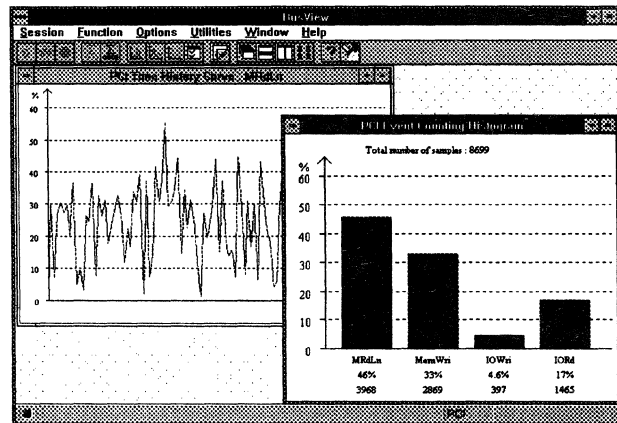 BusView
Session Function Options Utilities Window Help
PCI Time History Curve - MRdLn
%
60
50
40
30
20
10
0
PCI Event Counting Histogram
Total number of samples : 8699
%
60
50
40
30
20
10
0
MRdLn MemWri IOWri IORd
46% 33% 4.6% 17%
3968 2869 397 1465
PCI